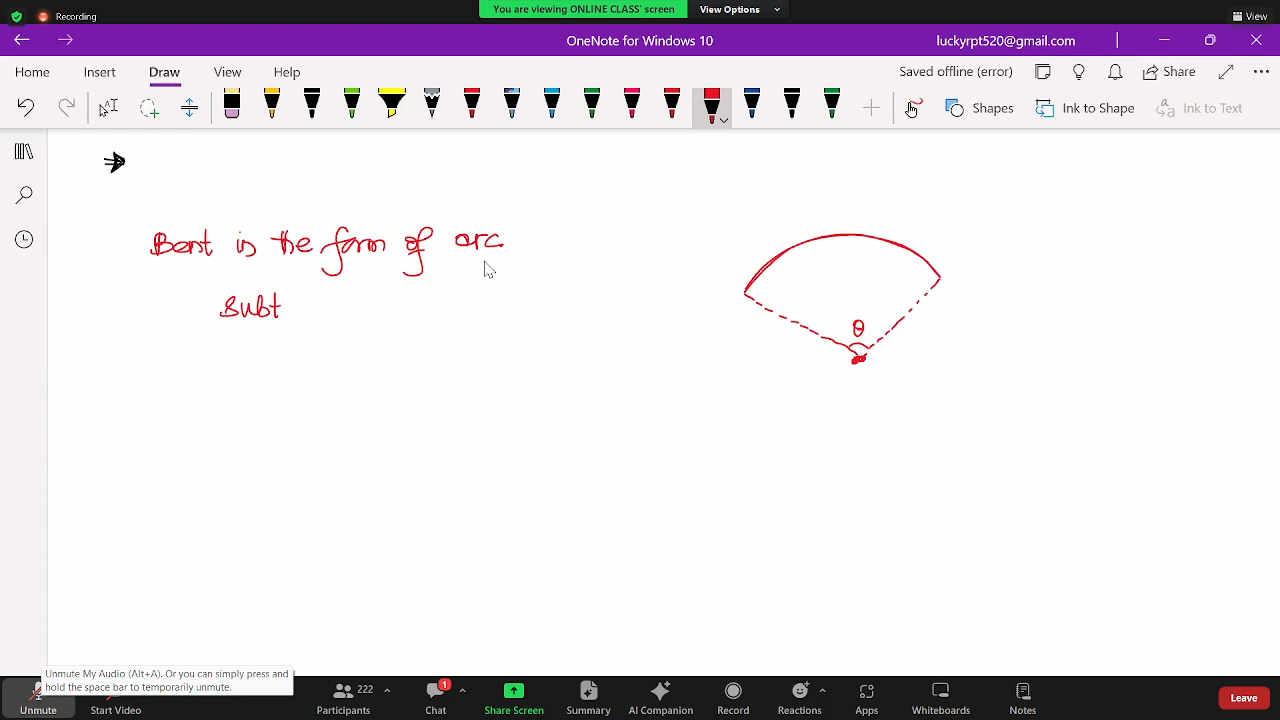 Recording
You are viewing ONLINE CLASS' screen
View Options
View
OneNote for Windows 10
luckyrpt520@gmail.com
Home
Insert
Draw
View
Help
Saved offline (error)
Share
Shapes
Ink to Shape
Ink to Text
Bent is the form of arc
Subt
θ
Unmute My Audio (Alt+A). Or you can simply press and
hold the space bar to temporarily unmute.
Unmute
Start Video
222
Participants
1
Chat
Share Screen
Summary
AI Companion
Record
Reactions
Apps
Whiteboards
Notes
Leave